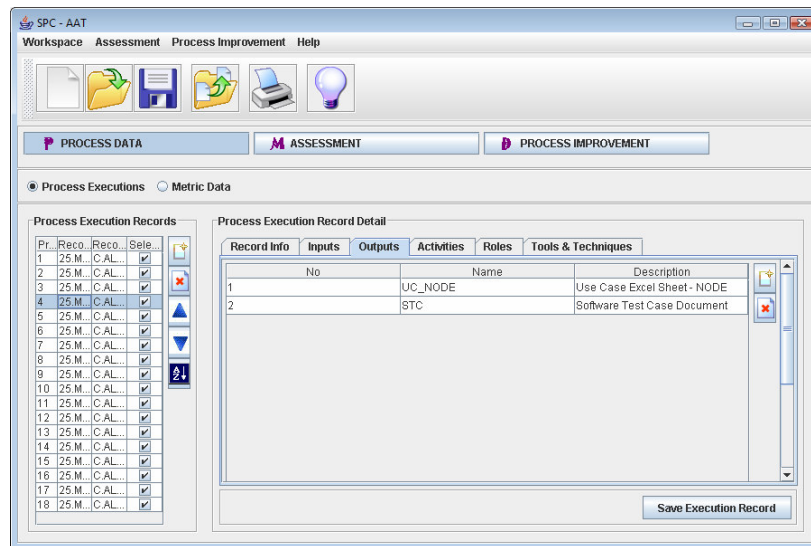 SPC - AAT
Workspace Assessment Process Improvement Help
P PROCESS DATA M ASSESSMENT PROCESS IMPROVEMENT
Process Executions Metric Data
Process Execution Records Process Execution Record Detail
Record Info Inputs Outputs Activities Roles Tools & Techniques
Pr... Reco... Reco... Sele...
No Name Description
1 25.M... C.AL...
2 25.M... C.AL...
3 25.M... C.AL...
4 25.M... C.AL...
5 25.M... C.AL...
6 25.M... C.AL...
7 25.M... C.AL...
8 25.M... C.AL...
9 25.M... C.AL...
10 25.M... C.AL...
11 25.M... C.AL...
12 25.M... C.AL...
13 25.M... C.AL...
14 25.M... C.AL...
15 25.M... C.AL...
16 25.M... C.AL...
17 25.M... C.AL...
18 25.M... C.AL...
1 UC_NODE Use Case Excel Sheet - NODE
2 STC Software Test Case Document
A
Z
Save Execution Record